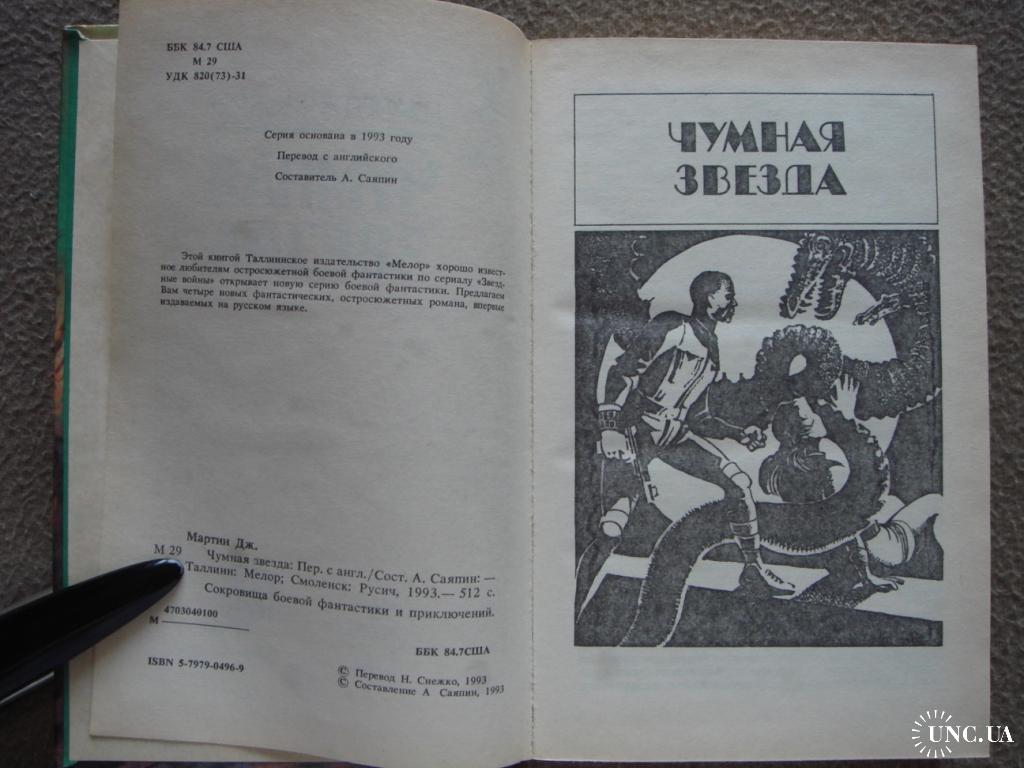 ББК 84.7 США
М 29
УДК 820(73)-31
Серия основана в 1993 году
Перевод с английского
Составитель А. Саяпин
Этой книгой Таллиннское издательство «Мелор» хорошо извест-
ное любителям остросюжетной боевой фантастики по сериалу "Звезд-
ные войны" открывает новую серию боевой фантастики. Предлагаем
Вам четыре новых фантастических, остросюжетных романа, впервые
издаваемых на русском языке.
Мартин Дж.
М 29 Чумная звезда: Пер. с англ./Сост. А. Саяпин: —
Таллинн: Мелор; Смоленск: Русич, 1993.— 512 с.
Сокровища боевой фантастики и приключений.
4703049100
М
ББК 84.7США
ISBN 5-7979-0496-9
© Перевод Н. Снежко, 1993
© Составление А Саяпин, 1993
ЧУМНАЯ
ЗВЕЗДА
UNC.UA